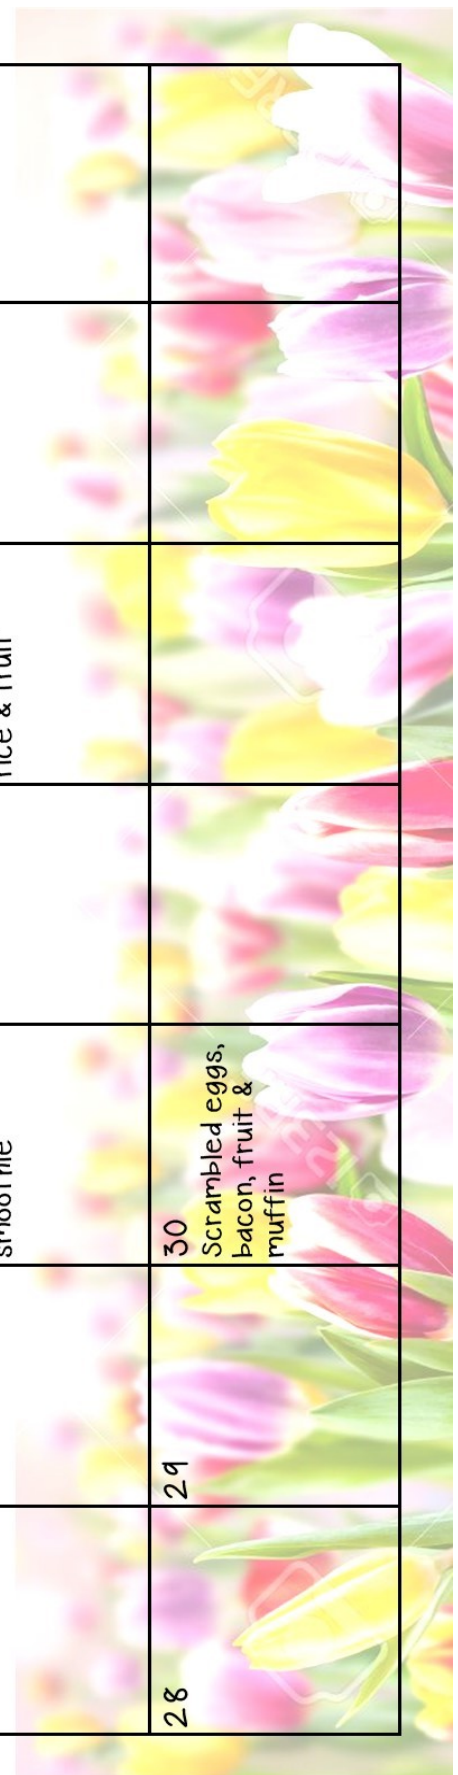 smoothie
rice & fruit
28
29
30
Scrambled eggs,
bacon, fruit &
muffin